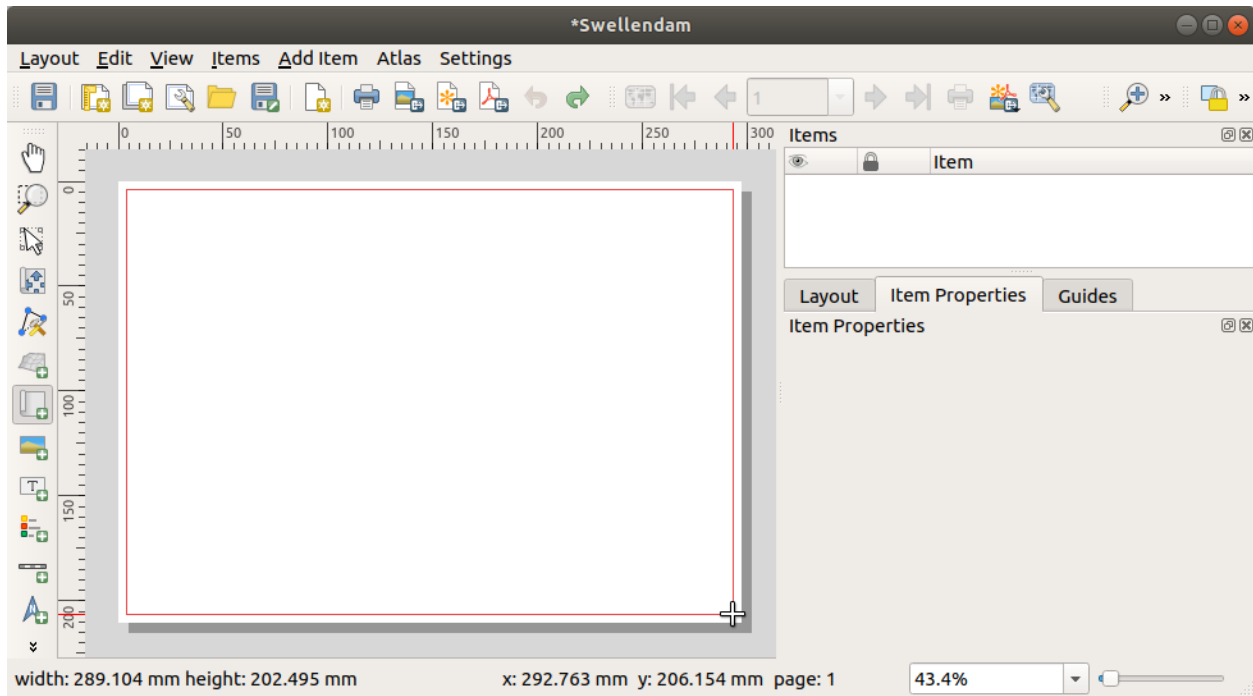 *Swellendam
Layout Edit View Items Add Item Atlas Settings
1
0 50 100 150 200 250 300
Items
Item
0
50
100
150
200
Layout Item Properties Guides
Item Properties
T
width: 289.104 mm height: 202.495 mm x: 292.763 mm y: 206.154 mm page: 1 43.4%